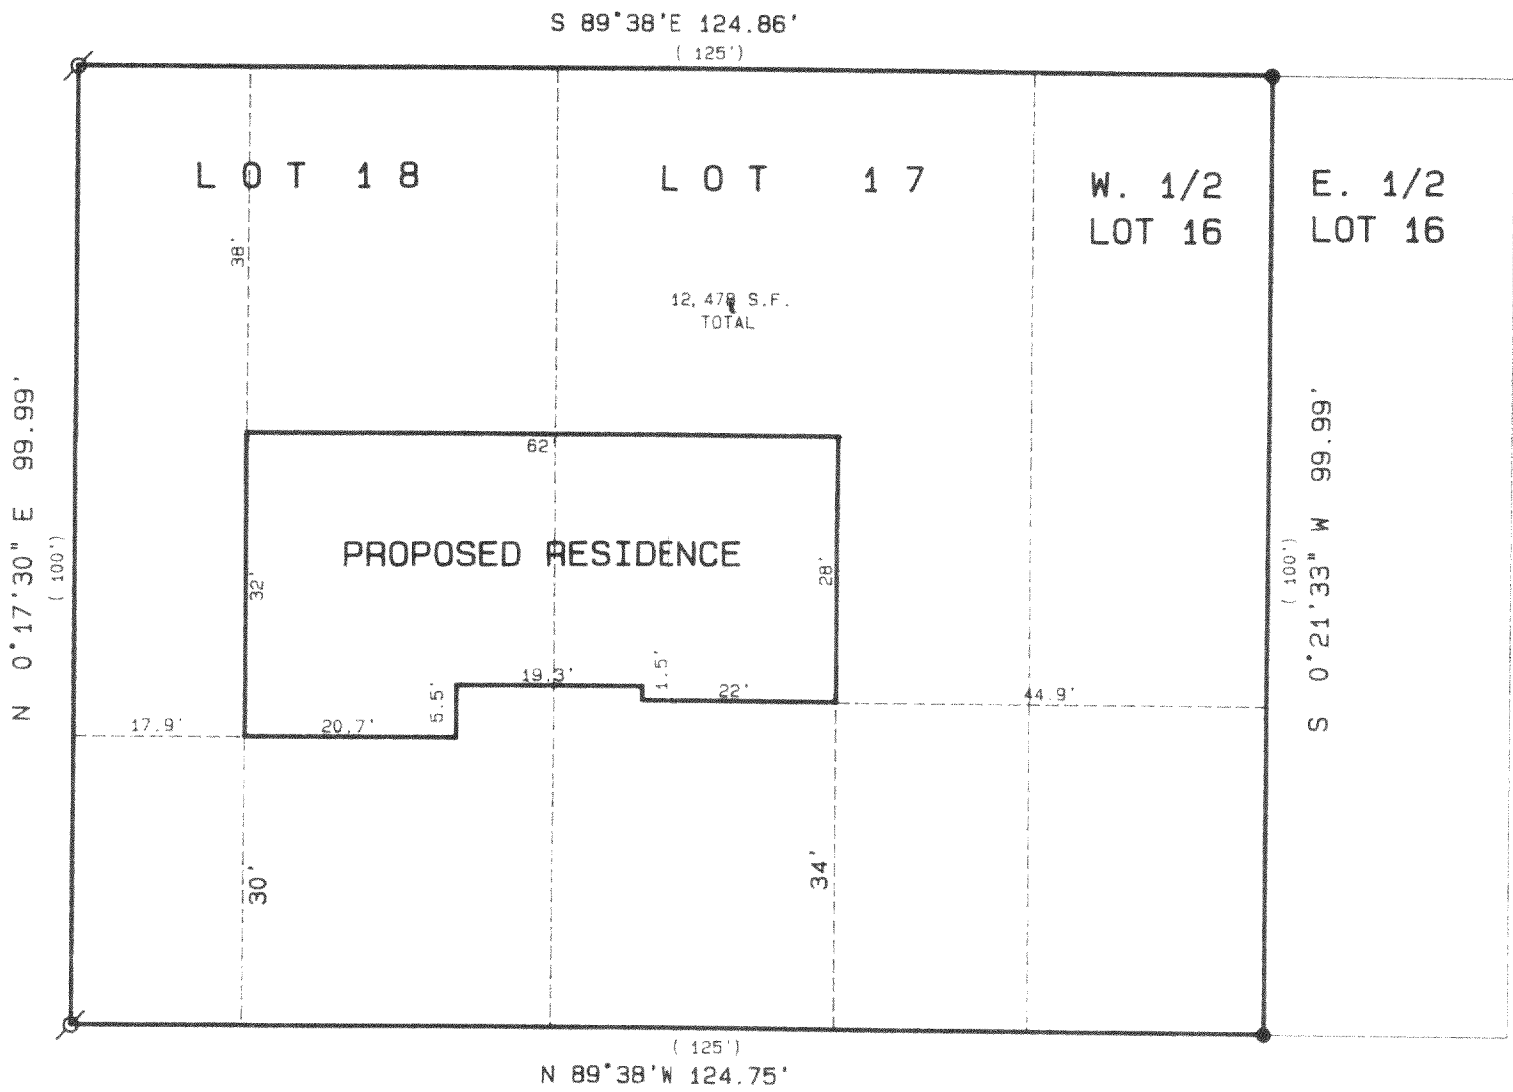 S 89°38'E 124.86'
( 125')
LOT 18
LOT 17
W. 1/2
LOT 16
E. 1/2
LOT 16
38'
12,478 S.F.
TOTAL
N 0°17'30" E 99.99'
( 100')
62'
PROPOSED RESIDENCE
32'
28'
S 0°21'33" W 99.99'
( 100')
19.3'
1.5'
5.5'
22'
44.9'
17.9'
20.7'
30'
34'
( 125')
N 89°38'W 124.75'